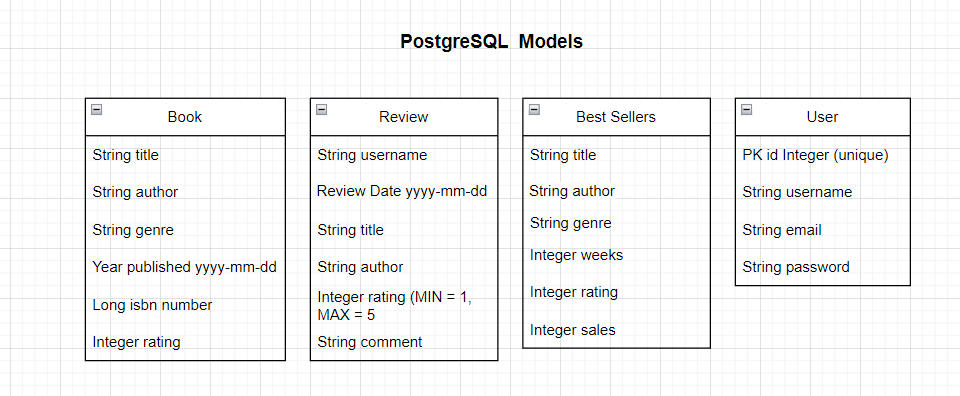 PostgreSQL Models
Book
String title
String author
String genre
Year published yyyy-mm-dd
Long isbn number
Integer rating
Review
String username
Review Date yyyy-mm-dd
String title
String author
Integer rating (MIN = 1,
MAX = 5
String comment
Best Sellers
String title
String author
String genre
Integer weeks
Integer rating
Integer sales
User
PK id Integer (unique)
String username
String email
String password